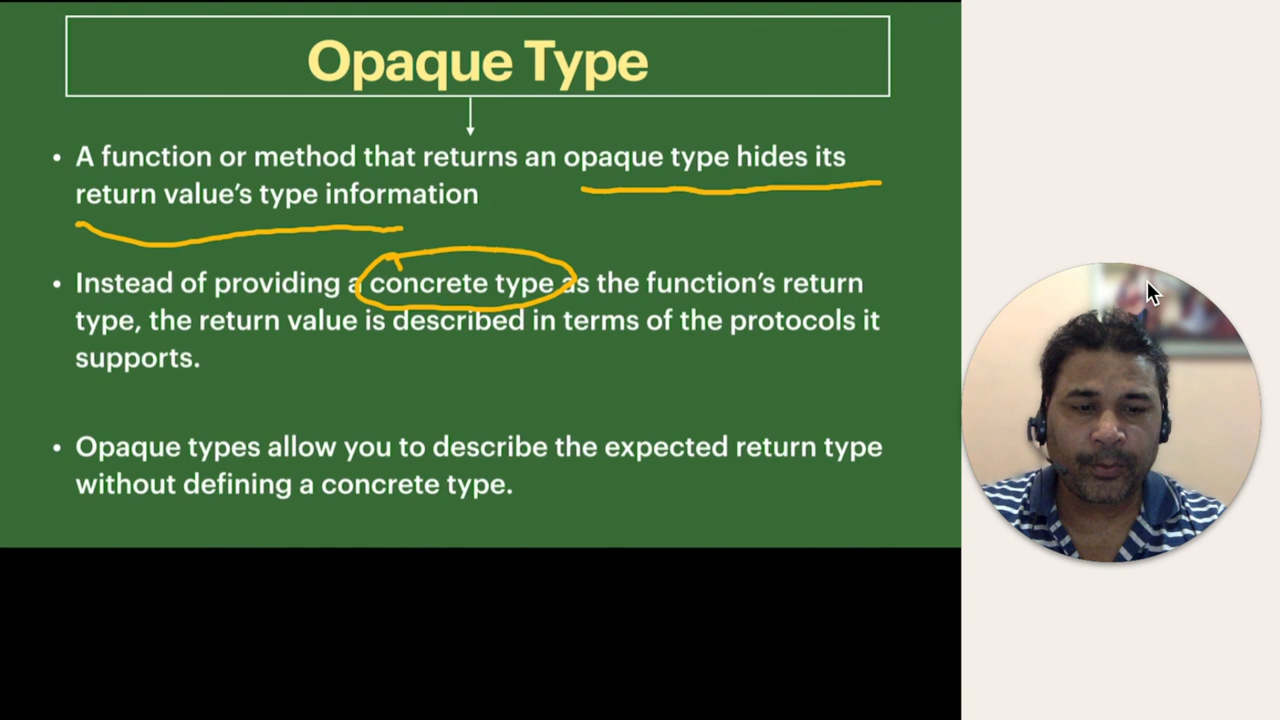 Opaque Type
• A function or method that returns an opaque type hides its
return value's type information
• Instead of providing a concrete type as the function's return
type, the return value is described in terms of the protocols it
supports.
• Opaque types allow you to describe the expected return type
without defining a concrete type.